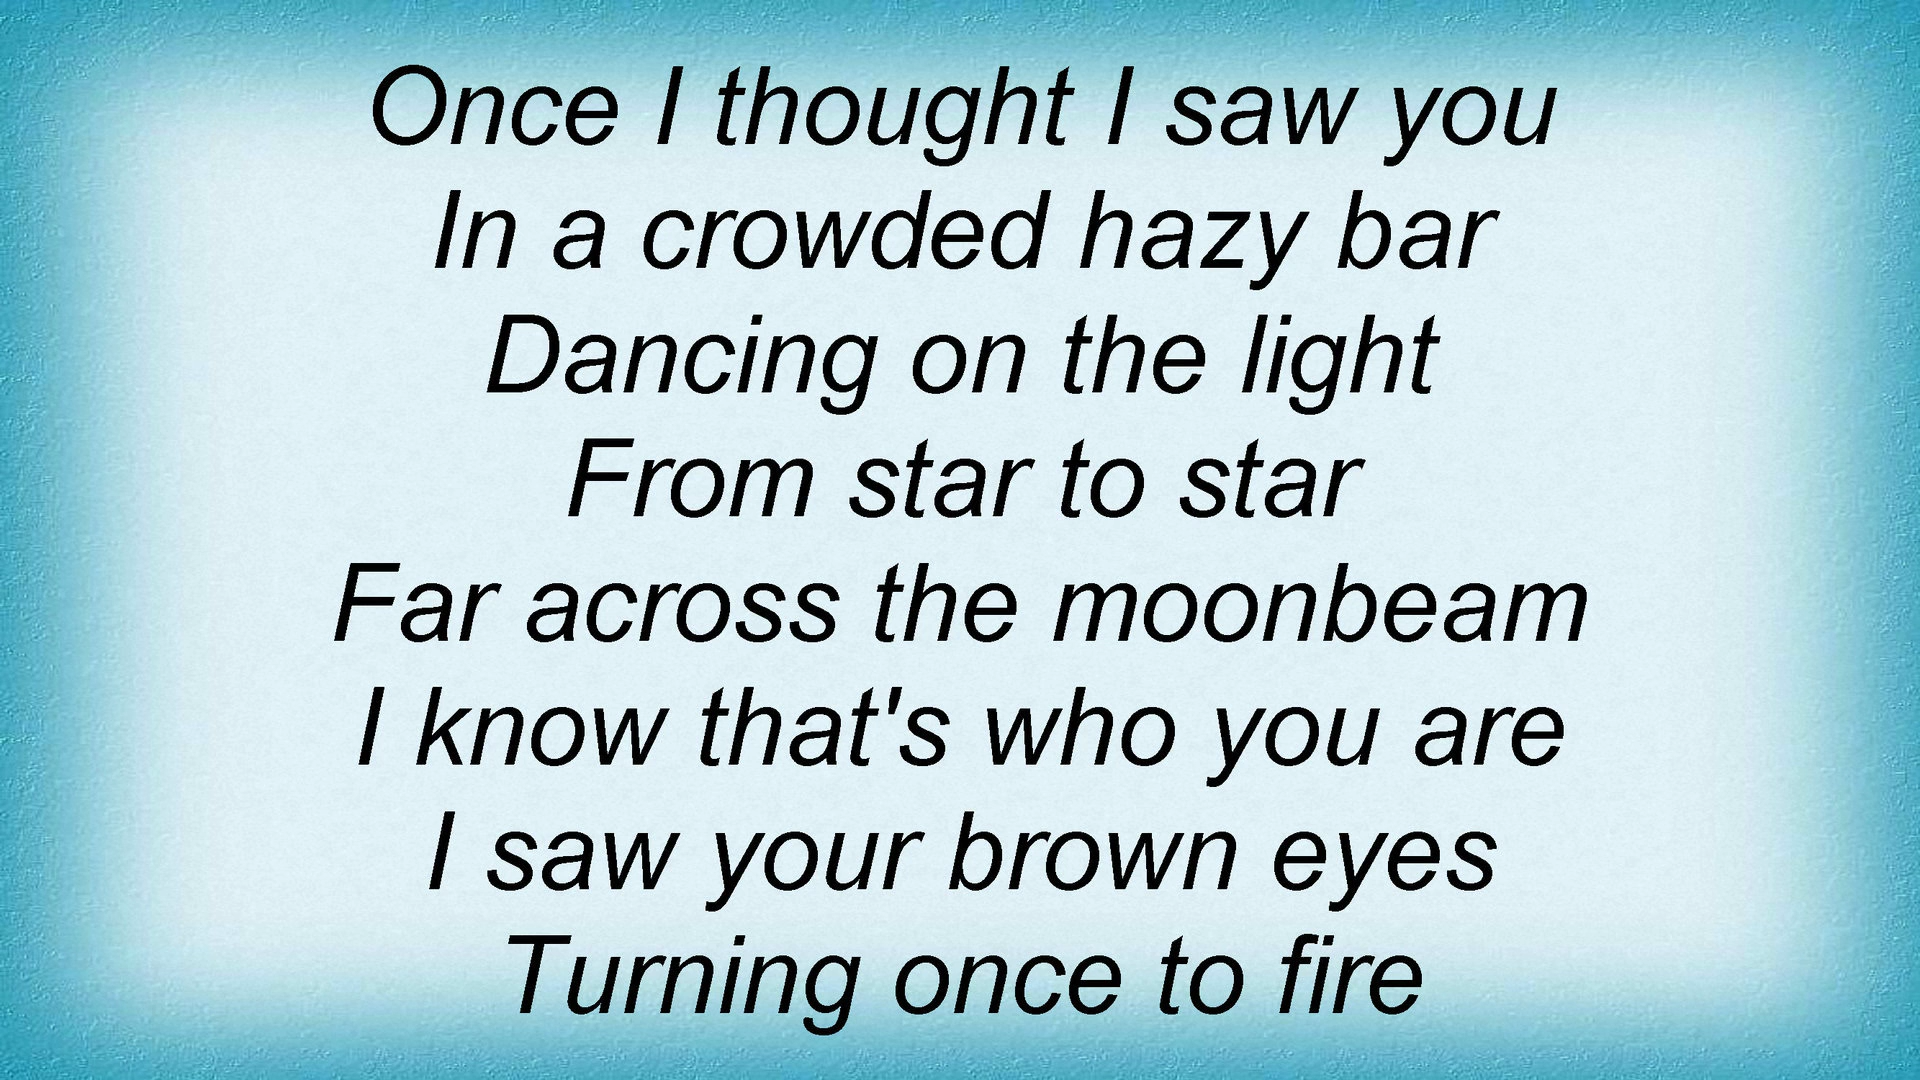 Once I thought I saw you
In a crowded hazy bar
Dancing on the light
From star to star
Far across the moonbeam
I know that's who you are
I saw your brown eyes
Turning once to fire